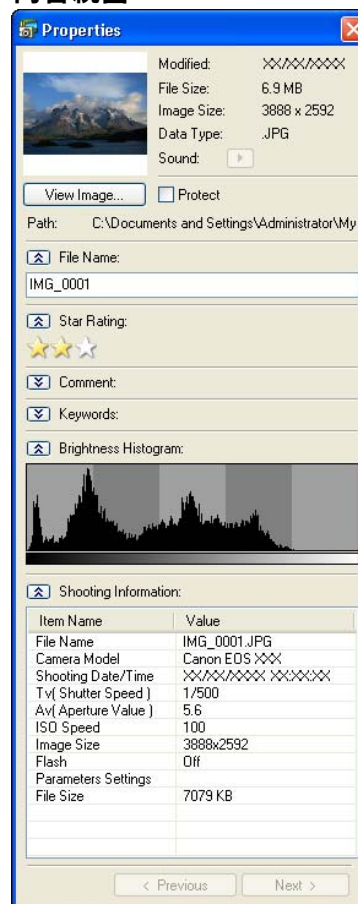 Properties
Modified: XX/XX/XXXX
File Size: 6.9 MB
Image Size: 3888 x 2592
Data Type: .JPG
Sound:
View Image...
Protect
Path: C:\Documents and Settings\Administrator\My
File Name:
IMG_0001
Star Rating:
Comment:
Keywords:
Brightness Histogram:
Shooting Information:
Item Name Value
File Name IMG_0001.JPG
Camera Model Canon EOS XXX
Shooting Date/Time XX/XX/XXXX XX:XX:XX
Tv( Shutter Speed ) 1/500
Av( Aperture Value ) 5.6
ISO Speed 100
Image Size 3888x2592
Flash Off
Parameters Settings
File Size 7079 KB
< Previous Next >